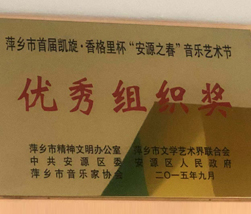 萍乡市首届凯旋·香格里杯“安源之春”音乐艺术节
优秀组织奖
萍乡市精神文明办公室 萍乡市文学艺术界联合会
中共安源区委 安源区人民政府
萍乡市音乐家协会 二〇一五年九月